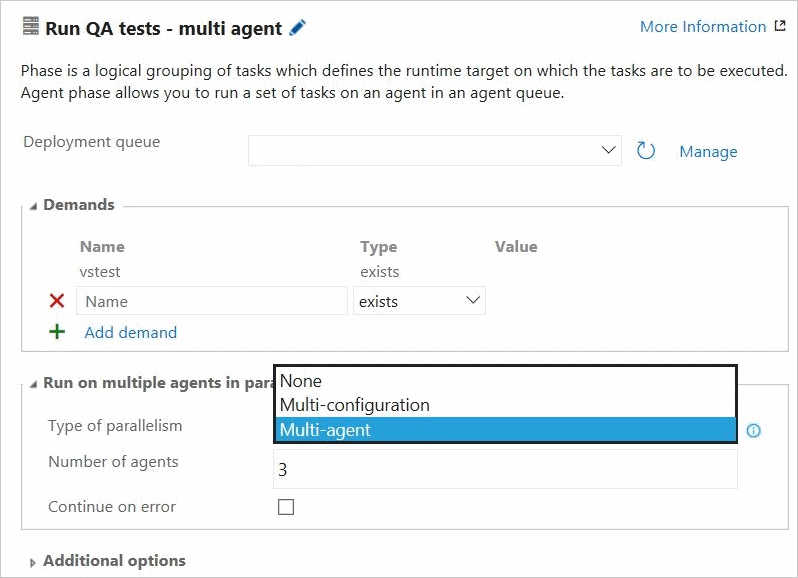 Run QA tests - multi agent
More Information
Phase is a logical grouping of tasks which defines the runtime target on which the tasks are to be executed.
Agent phase allows you to run a set of tasks on an agent in an agent queue.
Deployment queue
Manage
Demands
Name Type Value
vstest exists
Name exists
Add demand
Run on multiple agents in
None
Multi-configuration
Type of parallelism
Multi-agent
Number of agents 3
Continue on error
Additional options